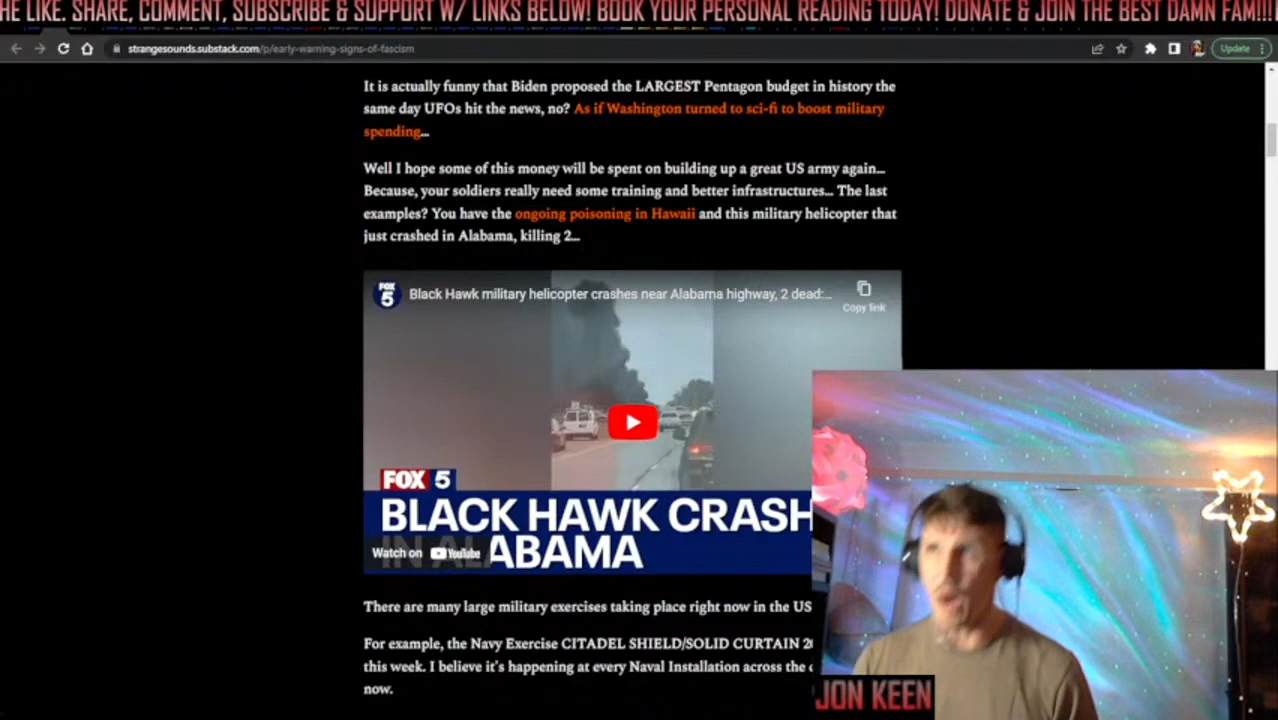 HE LIKE. SHARE, COMMENT, SUBSCRIBE & SUPPORT W/ LINKS BELOW! BOOK YOUR PERSONAL READING TODAY! DONATE & JOIN THE BEST DAMN FAM!!!
strangesounds.substack.com/p/early-warning-signs-of-fascism
Update
It is actually funny that Biden proposed the LARGEST Pentagon budget in history the
same day UFOs hit the news, no? As if Washington turned to sci-fi to boost military
spending...
Well I hope some of this money will be spent on building up a great US army again...
Because, your soldiers really need some training and better infrastructures... The last
examples? You have the ongoing poisoning in Hawaii and this military helicopter that
just crashed in Alabama, killing 2...
FOX 5
Black Hawk military helicopter crashes near Alabama highway, 2 dead:...
Copy link
FOX 5
BLACK HAWK CRASH
IN ALABAMA
Watch on YouTube
There are many large military exercises taking place right now in the US
For example, the Navy Exercise CITADEL SHIELD/SOLID CURTAIN
this week. I believe it's happening at every Naval Installation across the
now.
JON KEEN